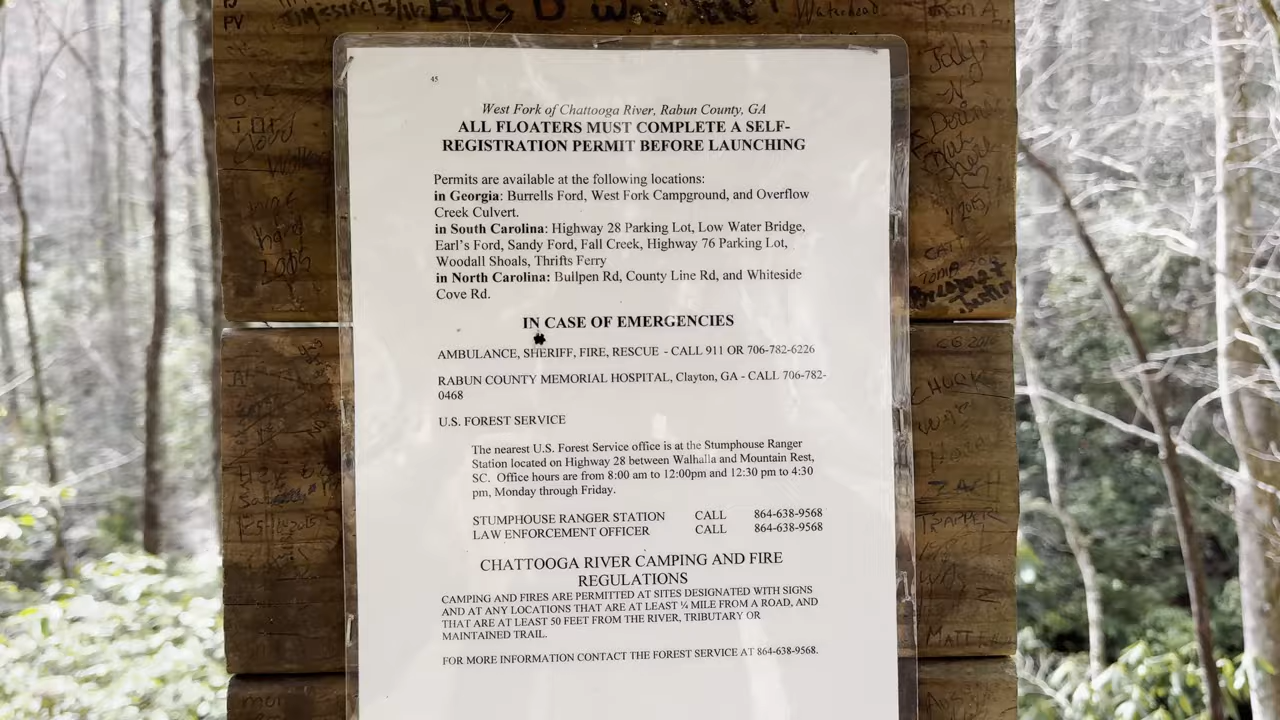 PV
BIG D WAS HERE
45
West Fork of Chattooga River, Rabun County, GA
ALL FLOATERS MUST COMPLETE A SELF-
REGISTRATION PERMIT BEFORE LAUNCHING
Permits are available at the following locations:
in Georgia: Burrells Ford, West Fork Campground, and Overflow
Creek Culvert.
in South Carolina: Highway 28 Parking Lot, Low Water Bridge,
Earl's Ford, Sandy Ford, Fall Creek, Highway 76 Parking Lot,
Woodall Shoals, Thrifts Ferry
in North Carolina: Bullpen Rd, County Line Rd, and Whiteside
Cove Rd.
IN CASE OF EMERGENCIES
AMBULANCE, SHERIFF, FIRE, RESCUE - CALL 911 OR 706-782-6226
RABUN COUNTY MEMORIAL HOSPITAL, Clayton, GA - CALL 706-782-
0468
U.S. FOREST SERVICE
The nearest U.S. Forest Service office is at the Stumphouse Ranger
Station located on Highway 28 between Walhalla and Mountain Rest,
SC. Office hours are from 8:00 am to 12:00pm and 12:30 pm to 4:30
pm, Monday through Friday.
STUMPHOUSE RANGER STATION CALL 864-638-9568
LAW ENFORCEMENT OFFICER CALL 864-638-9568
CHATTOOGA RIVER CAMPING AND FIRE
REGULATIONS
CAMPING AND FIRES ARE PERMITTED AT SITES DESIGNATED WITH SIGNS
AND AT ANY LOCATIONS THAT ARE AT LEAST ¼ MILE FROM A ROAD, AND
THAT ARE AT LEAST 50 FEET FROM THE RIVER, TRIBUTARY OR
MAINTAINED TRAIL.
FOR MORE INFORMATION CONTACT THE FOREST SERVICE AT 864-638-9568.
CHUCK
WAS
ZACH
TRAPPER
WAS